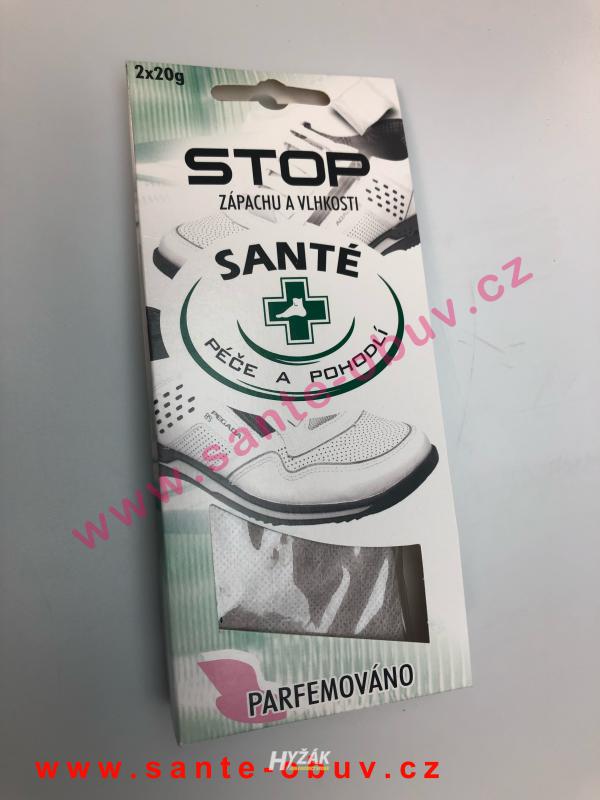 2x20g
STOP
ZÁPACHU A VLHKOSTI
SANTÉ
PÉČE A POHODLÍ
www.sante-obuv.cz
PARFEMOVÁNO
HYŽÁK
www.sante-obuv.cz